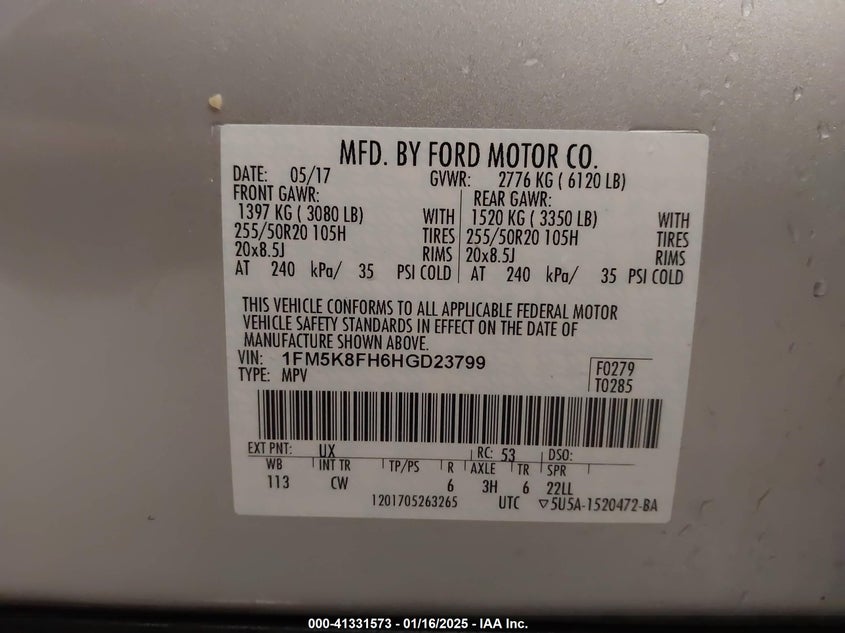 MFD. BY FORD MOTOR CO.
DATE: 05/17 GVWR: 2776 KG ( 6120 LB)
FRONT GAWR: REAR GAWR:
1397 KG ( 3080 LB) WITH 1520 KG ( 3350 LB) WITH
255/50R20 105H TIRES 255/50R20 105H TIRES
20x8.5J RIMS 20x8.5J RIMS
AT 240 kPa/ 35 PSI COLD AT 240 kPa/ 35 PSI COLD
THIS VEHICLE CONFORMS TO ALL APPLICABLE FEDERAL MOTOR
VEHICLE SAFETY STANDARDS IN EFFECT ON THE DATE OF
MANUFACTURE SHOWN ABOVE.
VIN: 1FM5K8FH6HGD23799
TYPE: MPV
F0279
T0285
EXT PNT: UX RC: 53 DSO:
WB INT TR TP/PS R AXLE TR SPR
113 CW 6 3H 6 22LL
1201705263265 UTC ▽5U5A-1520472-BA
000-41331573 - 01/16/2025 - IAA Inc.